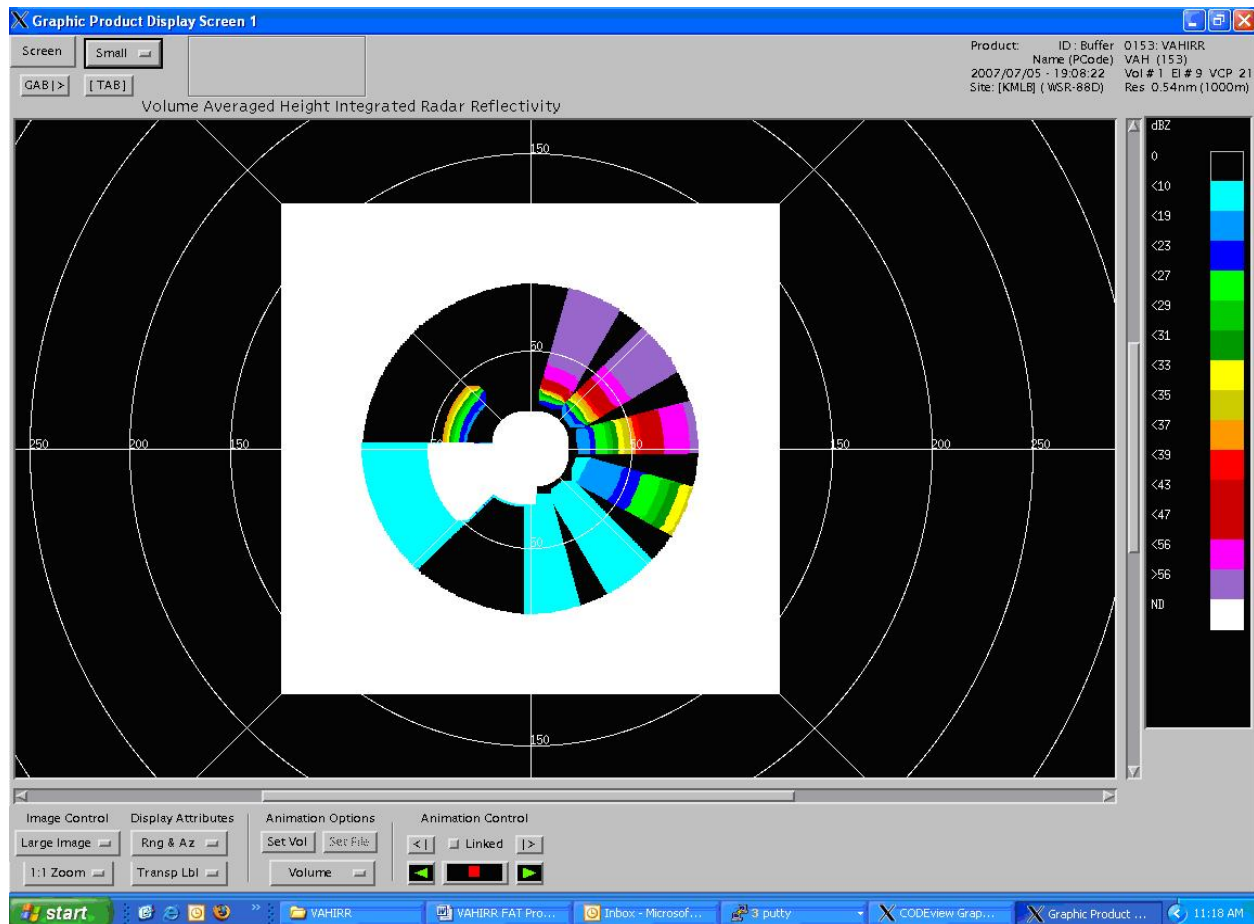 Graphic Product Display Screen 1
Screen
Small
GAB|>
[TAB]
Product: ID : Buffer 0153: VAHIRR
Name (PCode) VAH (153)
2007/07/05 - 19:08:22 Vol # 1 El # 9 VCP 21
Site: [KMLB] ( WSR-88D) Res 0.54nm (1000m)
Volume Averaged Height Integrated Radar Reflectivity
dBZ
0
<10
<19
<23
<27
<29
<31
<33
<35
<37
<39
<43
<47
<56
>56
ND
150
50
250 200 150 50 50 150 200 250
50
150
Image Control
Large Image
1:1 Zoom
Display Attributes
Rng & Az
Transp Lbl
Animation Options
Set Vol Set File
Volume
Animation Control
<| Linked |>
start
VAHIRR
VAHIRR FAT Pro...
Inbox - Microsof...
3 putty
CODEview Grap...
Graphic Product ...
11:18 AM